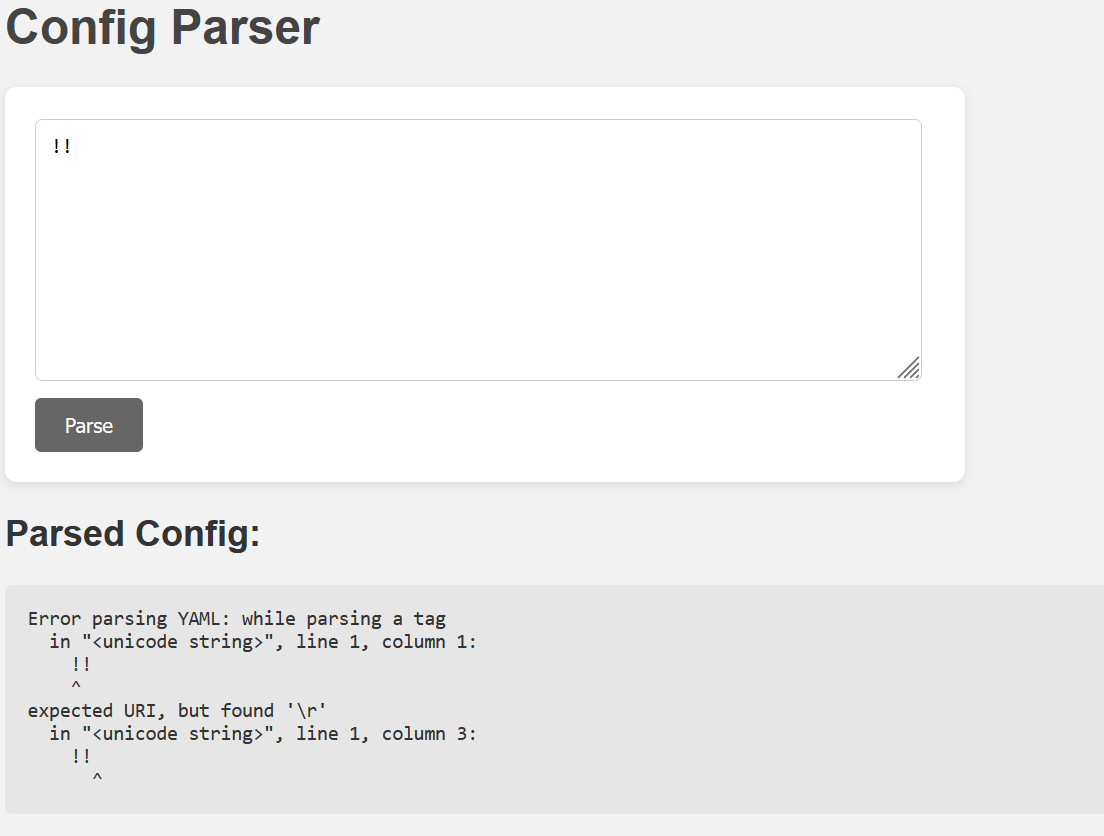 Config Parser
!!
Parse
Parsed Config:
Error parsing YAML: while parsing a tag
  in "<unicode string>", line 1, column 1:
    !!
    ^
expected URI, but found '\r'
  in "<unicode string>", line 1, column 3:
    !!
      ^